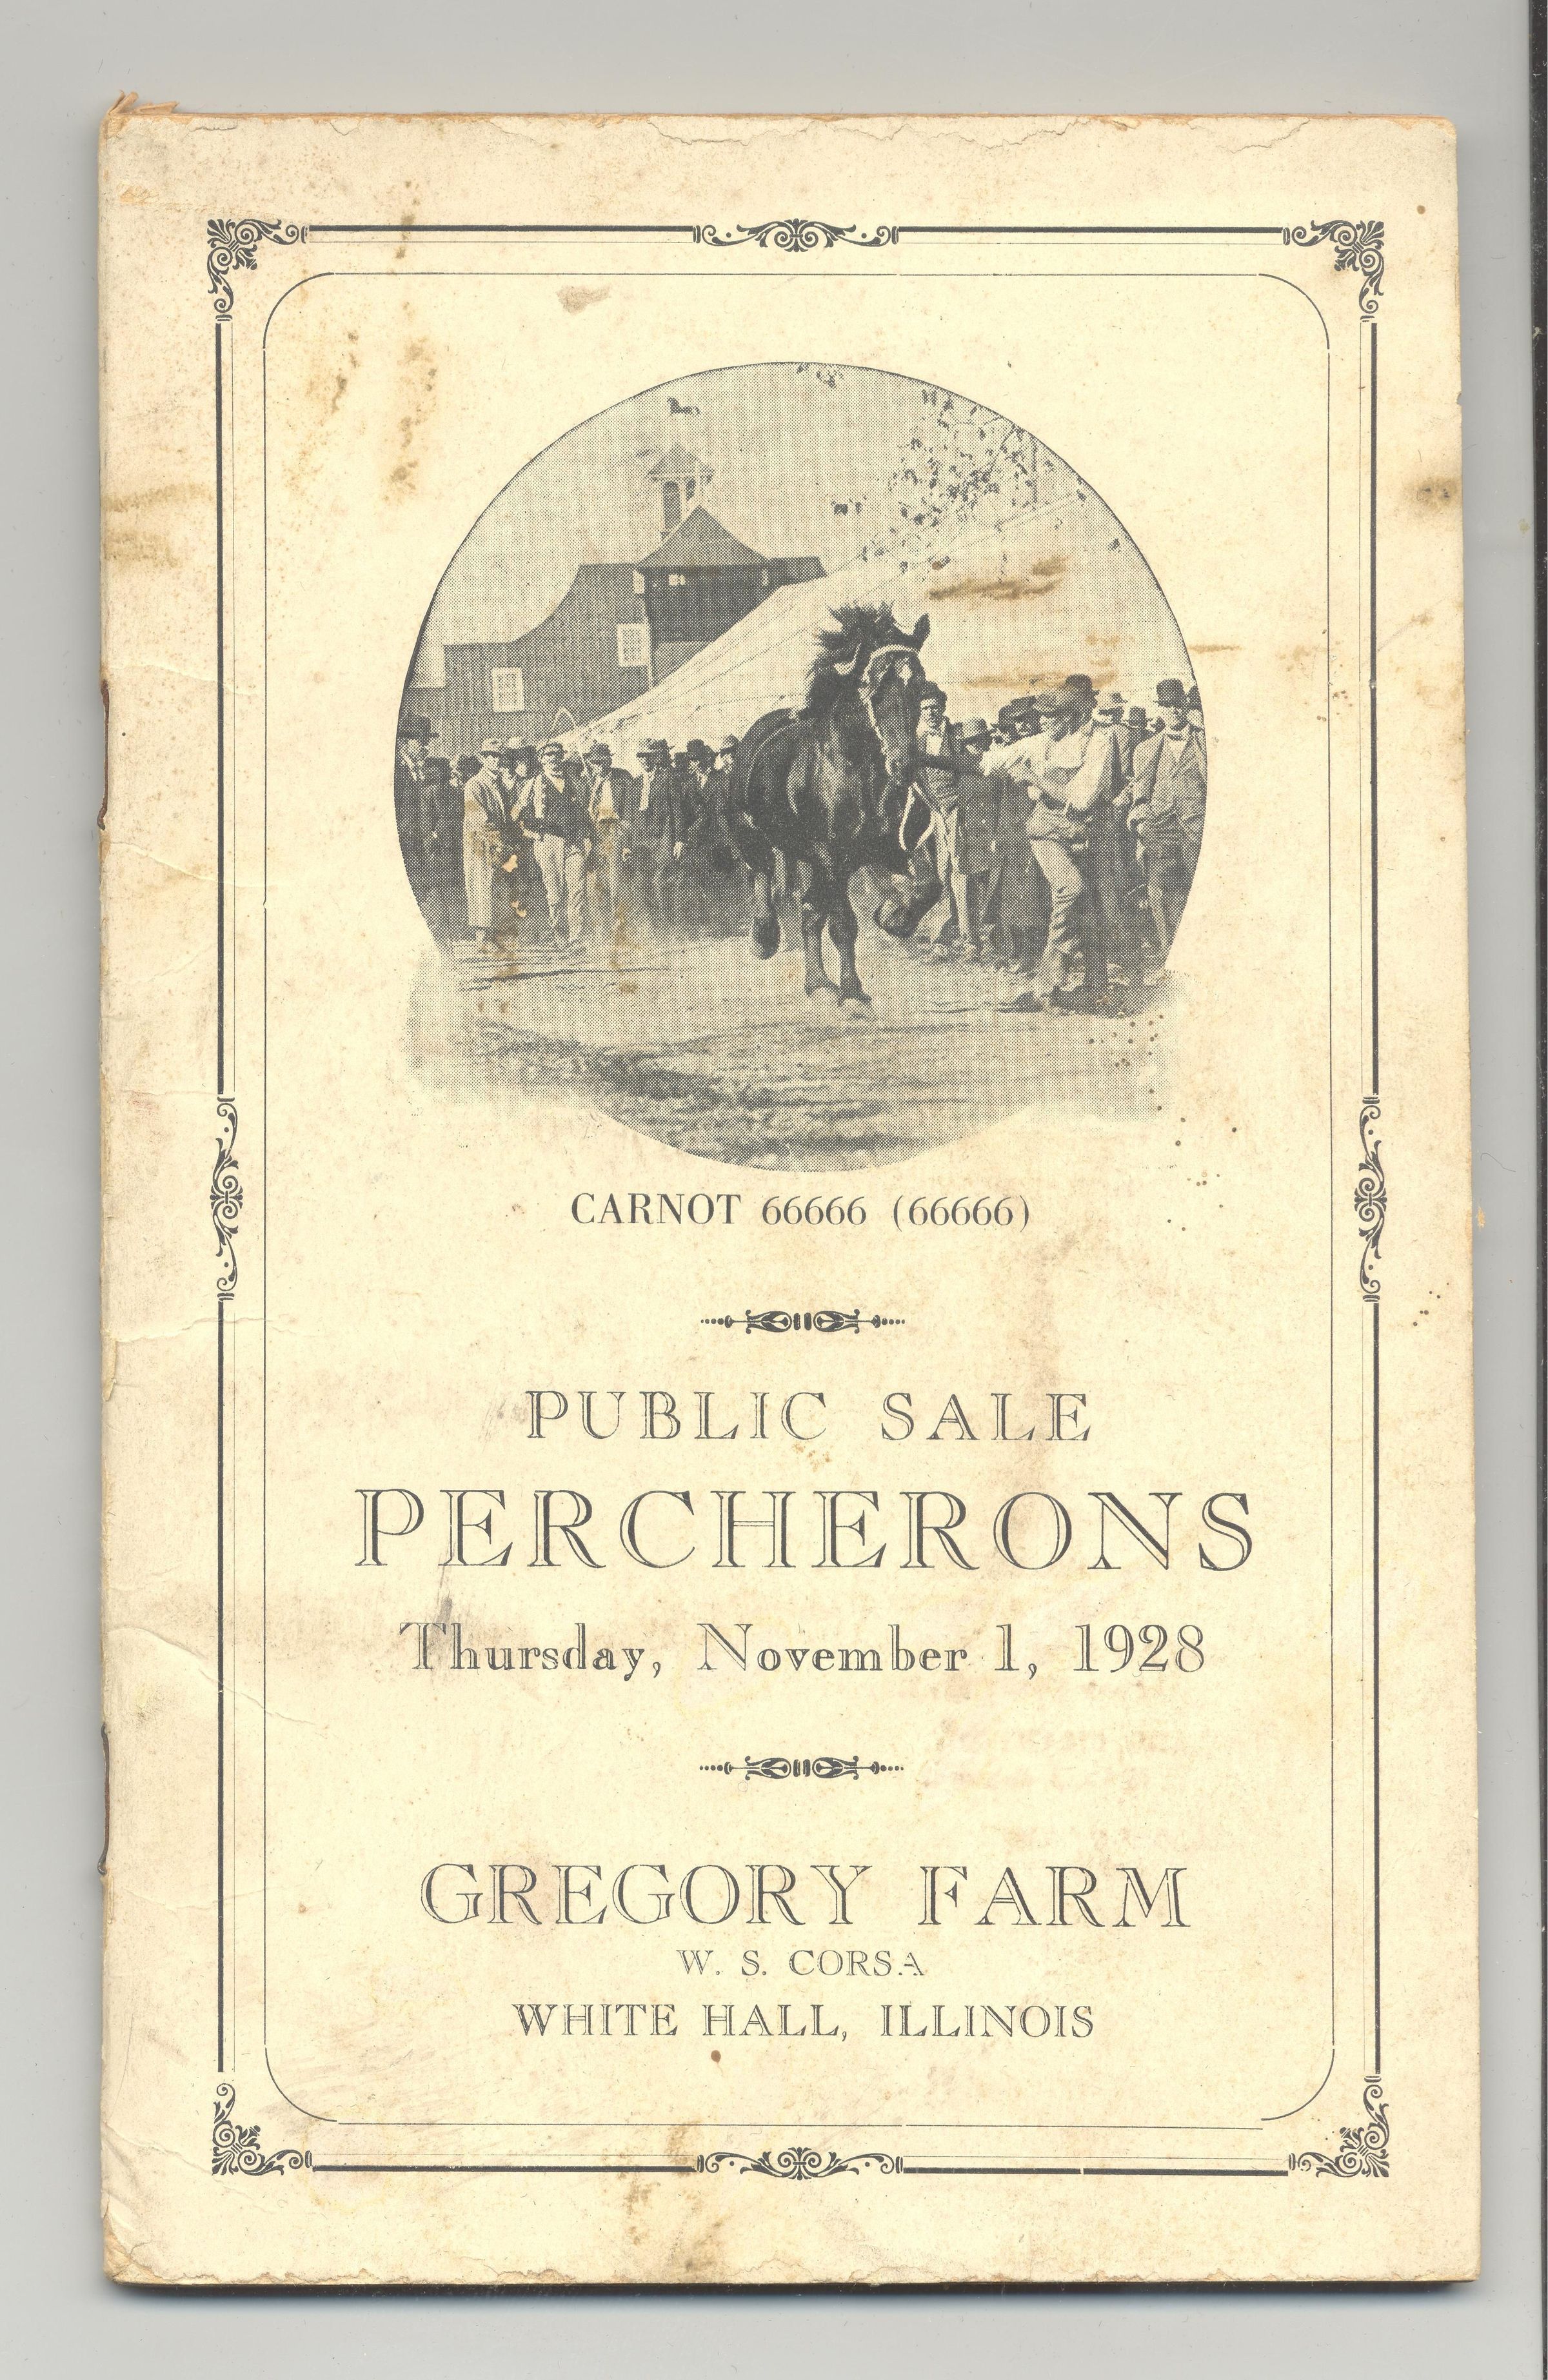 CARNOT 66666 (66666)
PUBLIC SALE
PERCHERONS
Thursday, November 1, 1928
GREGORY FARM
W. S. CORSA
WHITE HALL, ILLINOIS